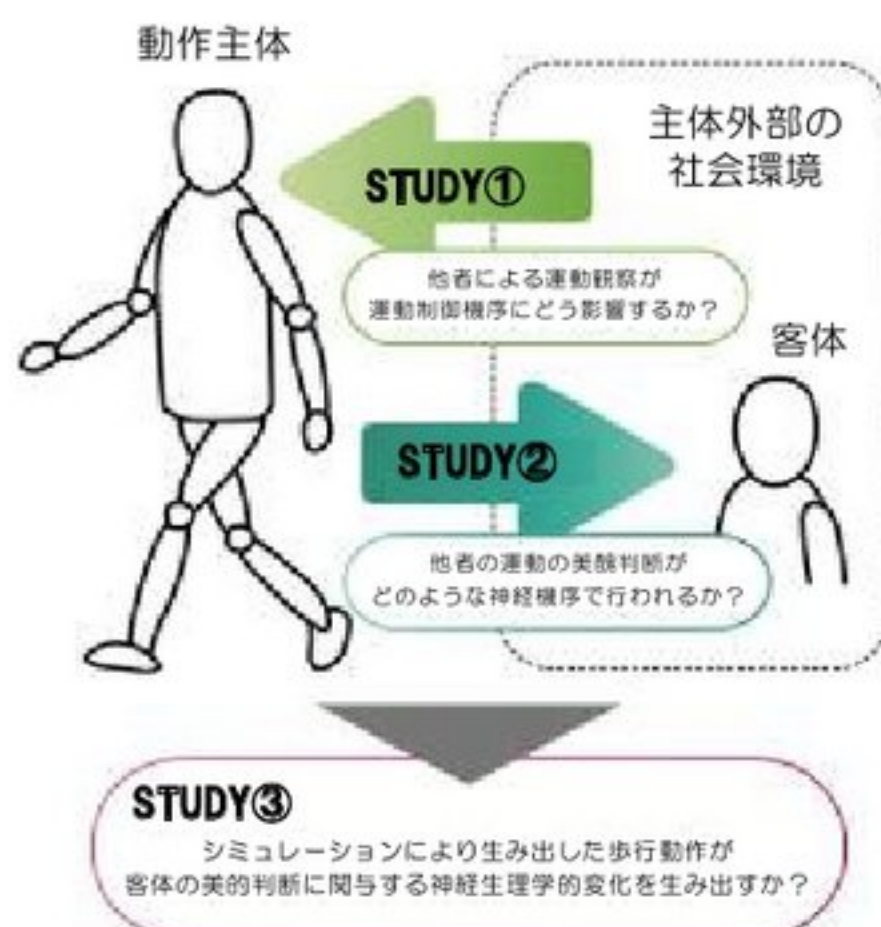 動作主体
主体外部の
社会環境
STUDY①
他者による運動観察が
運動制御機序にどう影響するか？
客体
STUDY②
他者の運動の美醜判断が
どのような神経機序で行われるか？
STUDY③
シミュレーションにより生み出した歩行動作が
客体の美的判断に関与する神経生理学的変化を生み出すか？